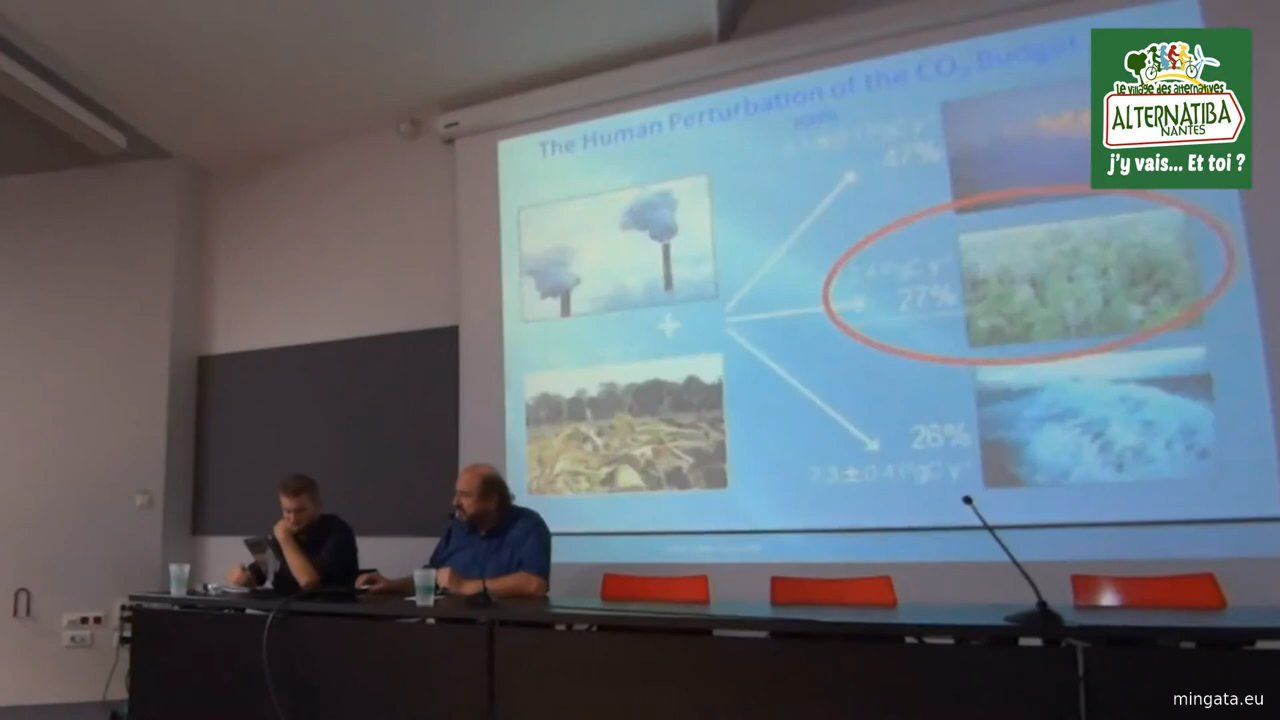 The Human Perturbation of the CO₂ Budget
47%
27%
26%
2.3±0.4 PgC y
+
Le village des alternatives
ALTERNATIBA
NANTES
j'y vais... Et toi ?
mingata.eu